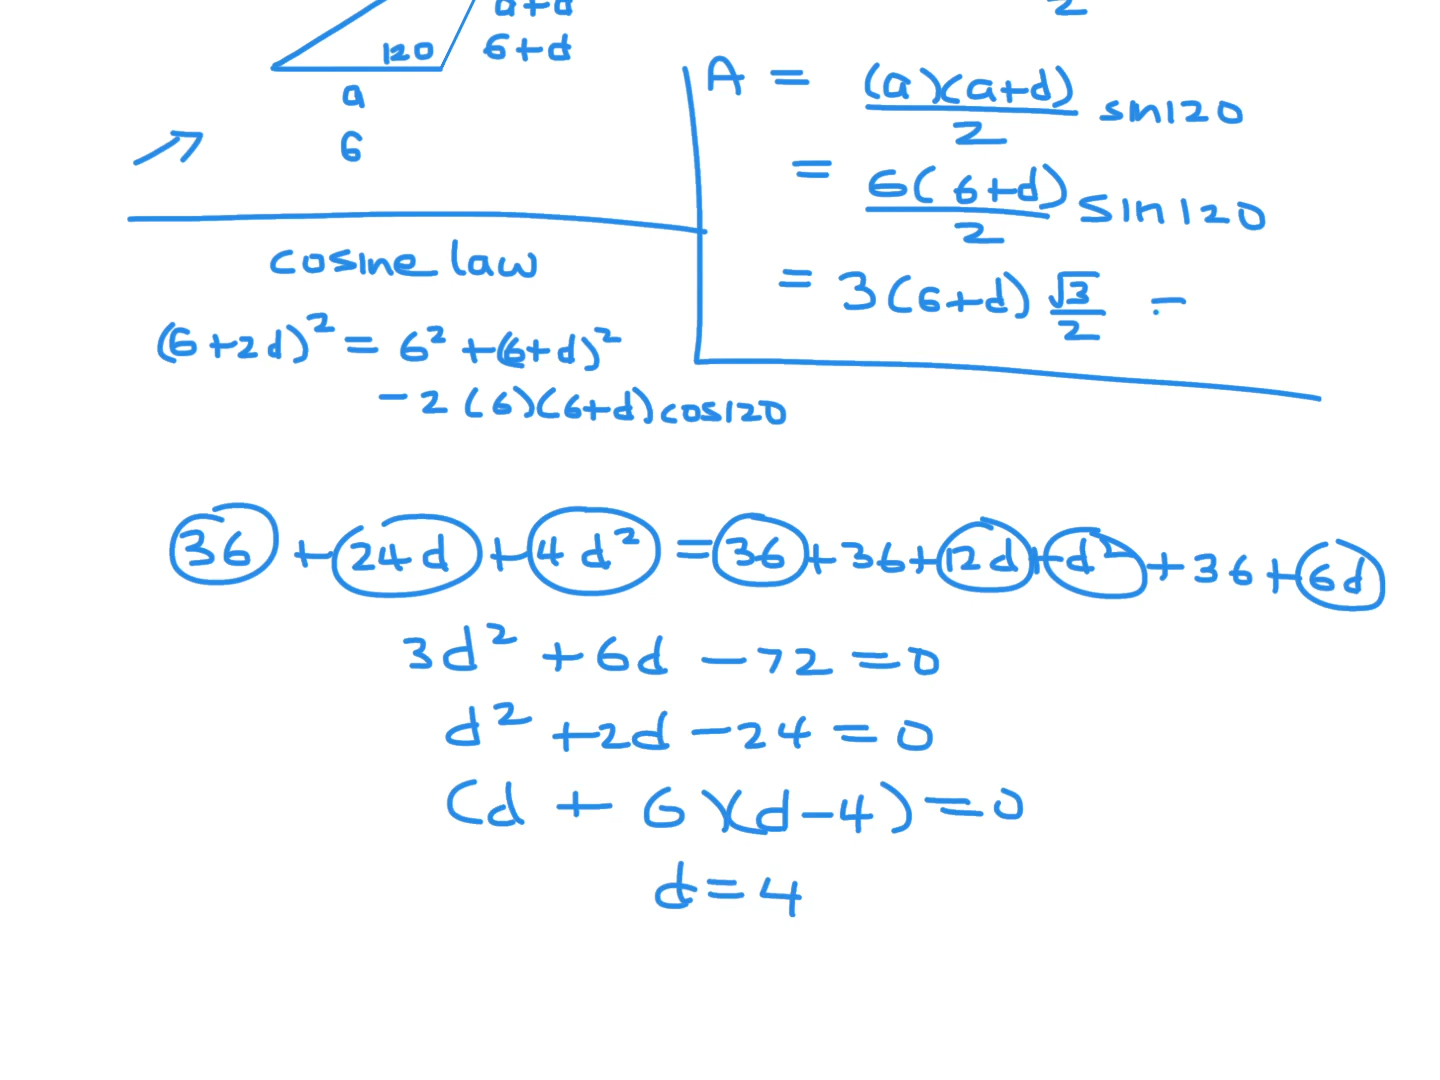 a+d
120
6+d
a
6
2
A = (a)(a+d)/2 sin120
= 6(6+d)/2 sin120
= 3(6+d) √3/2 -
cosine law
(6+2d)² = 6² +(6+d)²
-2(6)(6+d)cos120
36 +24d +4d² = 36+36+12d+d² +36+6d
3d² +6d -72=0
d² +2d -24 = 0
(d + 6)(d-4)=0
d=4